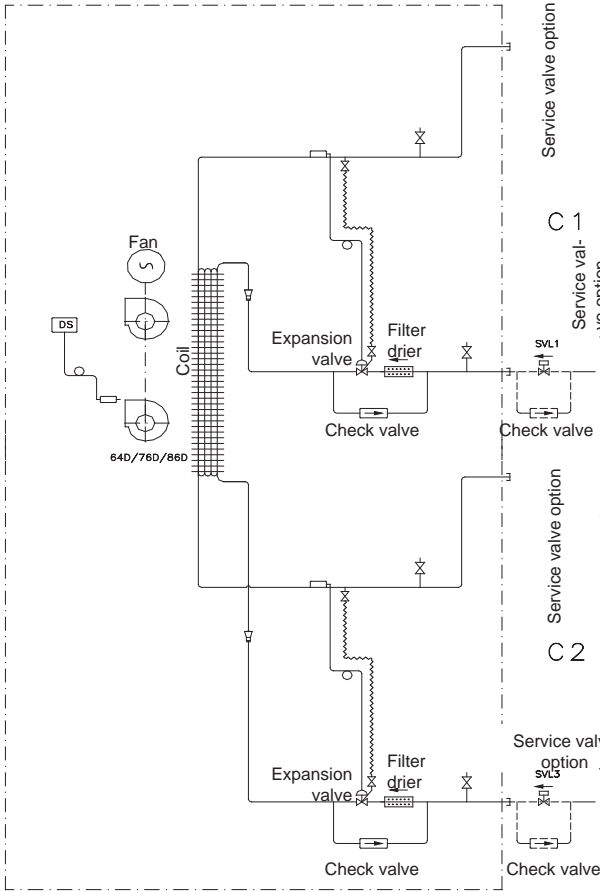 Service valve option
C 1
Fan
Service val-
ve option
DS
Coil
Expansion
valve
Filter
drier
SVL1
Check valve
Check valve
64D/76D/86D
Service valve option
C 2
Service valv
option
Expansion
valve
Filter
drier
SVL3
Check valve
Check valve